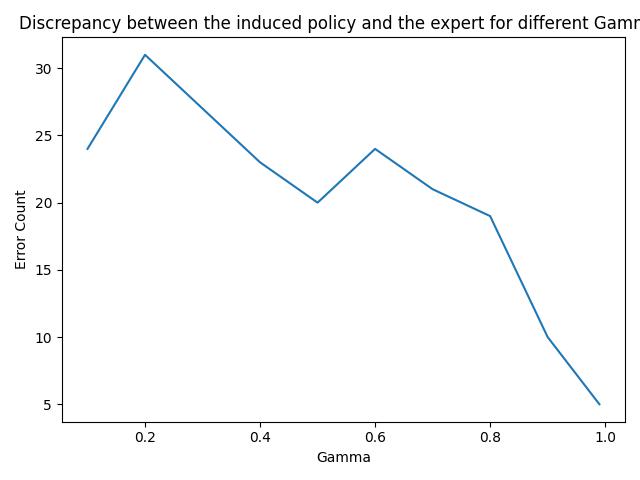 Discrepancy between the induced policy and the expert for different Gam
30
25
20
15
10
5
Error Count
0.2 0.4 0.6 0.8 1.0
Gamma